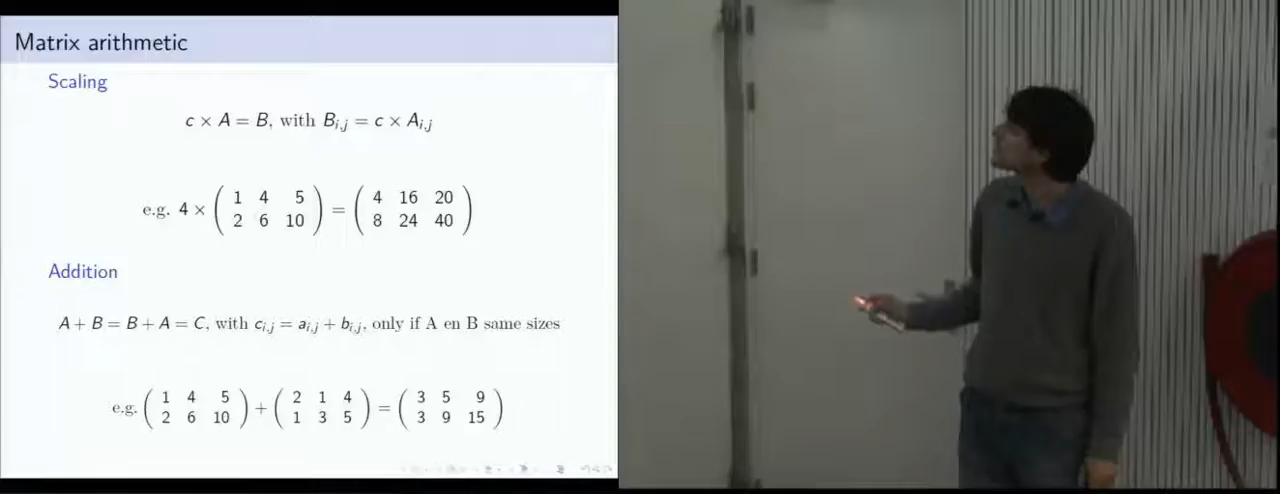 Matrix arithmetic
Scaling
c × A = B, with B_{i,j} = c × A_{i,j}
e.g. 4 × ( 1 4 5 ) = ( 4 16 20 )
( 2 6 10 ) ( 8 24 40 )
Addition
A + B = B + A = C, with c_{i,j} = a_{i,j} + b_{i,j}, only if A en B same sizes
e.g. ( 1 4 5 ) + ( 2 1 4 ) = ( 3 5 9 )
( 2 6 10 ) ( 1 3 5 ) ( 3 9 15 )